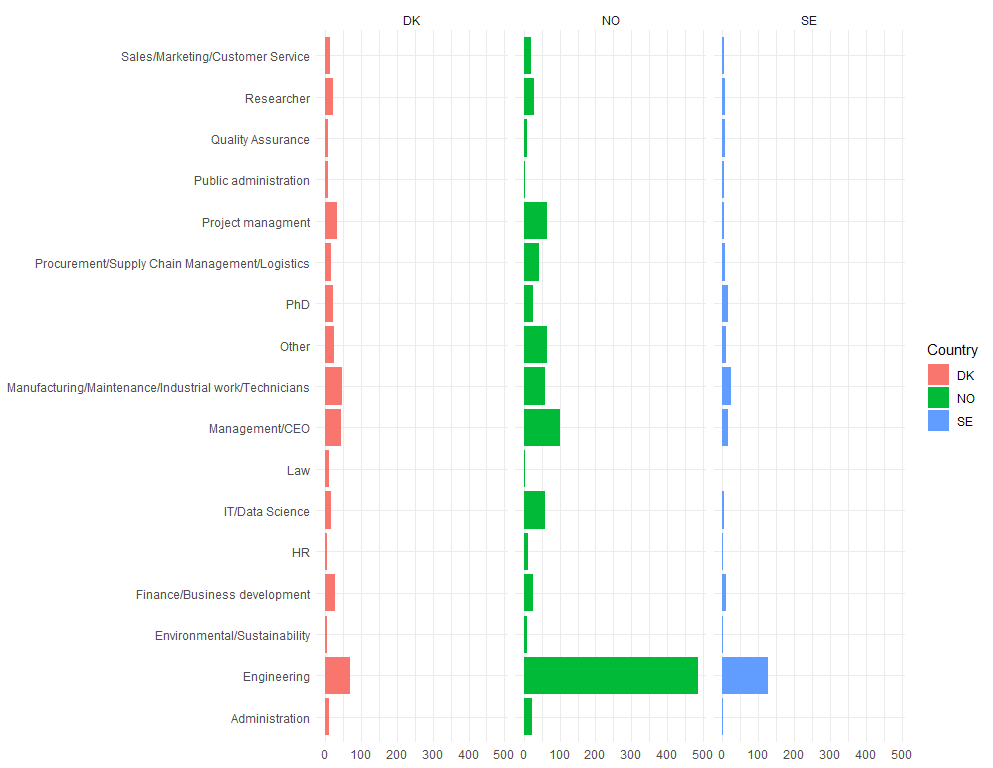 DK NO SE
Sales/Marketing/Customer Service
Researcher
Quality Assurance
Public administration
Project managment
Procurement/Supply Chain Management/Logistics
PhD
Other
Manufacturing/Maintenance/Industrial work/Technicians
Management/CEO
Law
IT/Data Science
HR
Finance/Business development
Environmental/Sustainability
Engineering
Administration
0 100 200 300 400 500 0 100 200 300 400 500 0 100 200 300 400 500
Country
DK
NO
SE